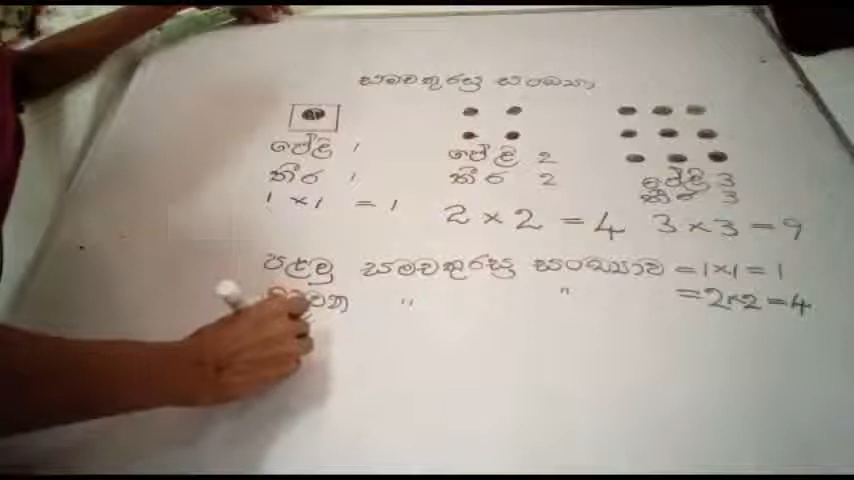 සමචතුරස්‍ර සංඛ්‍යා
පේලි 1 පේලි 2 පේලි 3
තීර 1 තීර 2 තීර 3
1 × 1 = 1 2 × 2 = 4 3 × 3 = 9
පළමු සමචතුරස්‍ර සංඛ්‍යාව = 1 × 1 = 1
" " = 2 × 2 = 4